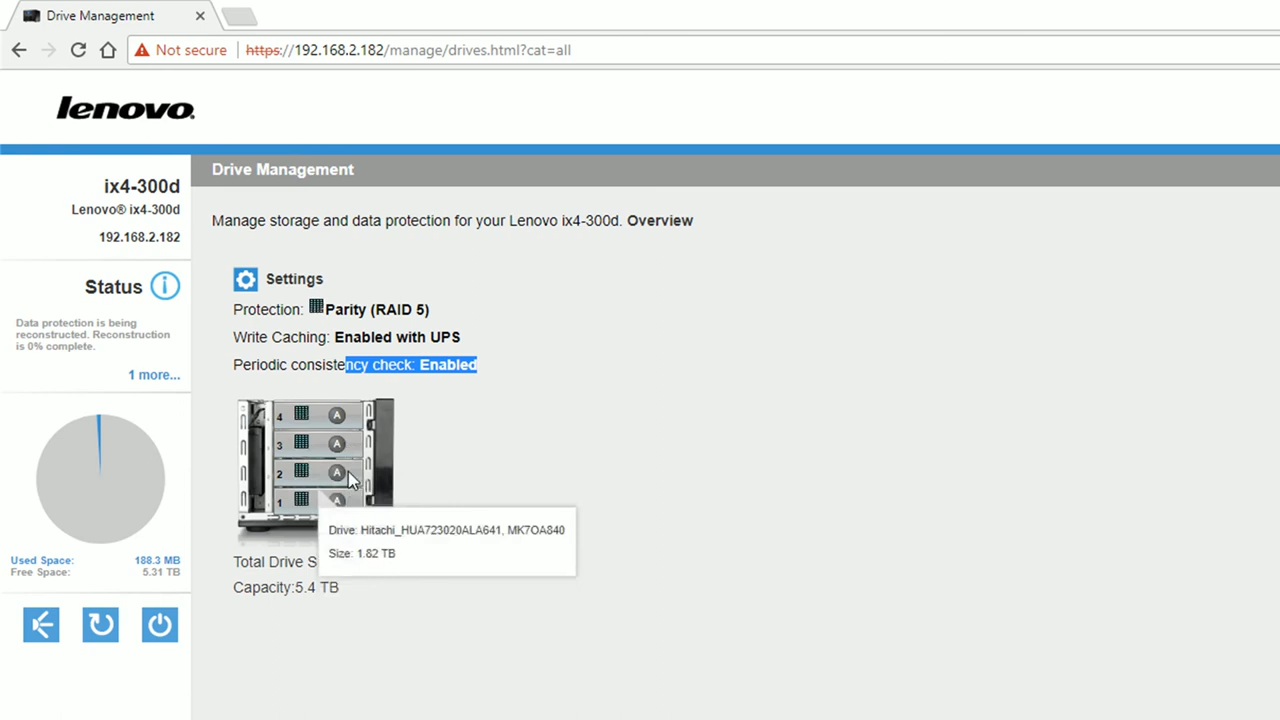 Drive Management
Not secure
https://192.168.2.182/manage/drives.html?cat=all
lenovo.
ix4-300d
Lenovo® ix4-300d
192.168.2.182
Status
Data protection is being
reconstructed. Reconstruction
is 0% complete.
1 more...
Used Space: 188.3 MB
Free Space: 5.31 TB
Drive Management
Manage storage and data protection for your Lenovo ix4-300d. Overview
Settings
Protection: Parity (RAID 5)
Write Caching: Enabled with UPS
Periodic consistency check: Enabled
4 A
3 A
2 A
1 A
Drive: Hitachi_HUA723020ALA641, MK7OA840
Size: 1.82 TB
Total Drive S
Capacity:5.4 TB